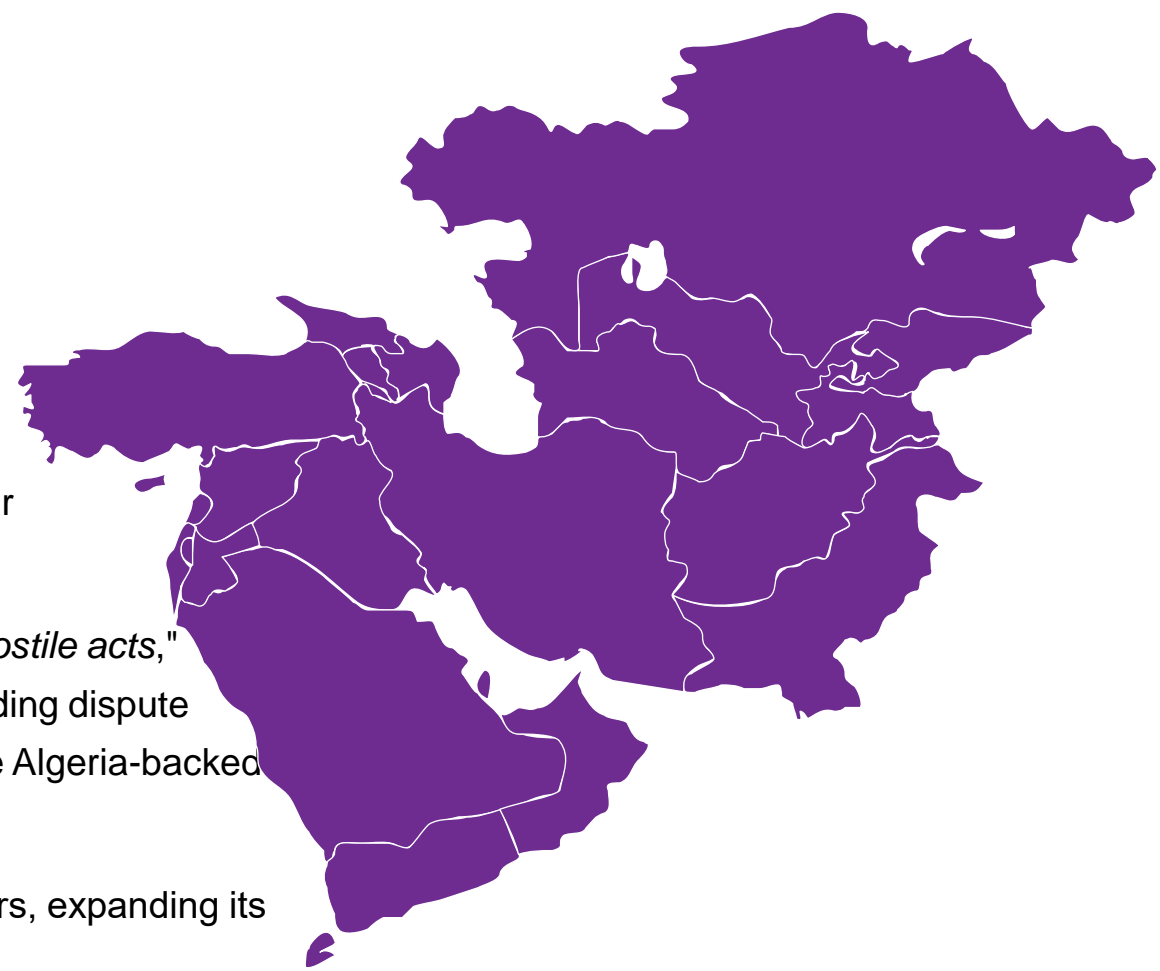 r
ostile acts,"
ding dispute
e Algeria-backed
rs, expanding its